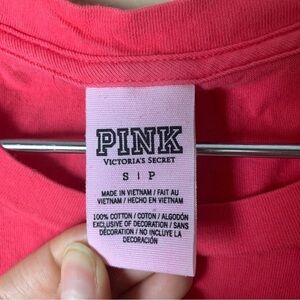 PINK
VICTORIA'S SECRET
S | P
MADE IN VIETNAM / FAIT AU
VIETNAM / HECHO EN VIETNAM
100% COTTON / COTON / ALGODÓN
EXCLUSIVE OF DECORATION / SANS
DÉCORATION / NO INCLUYE LA
DECORACIÓN